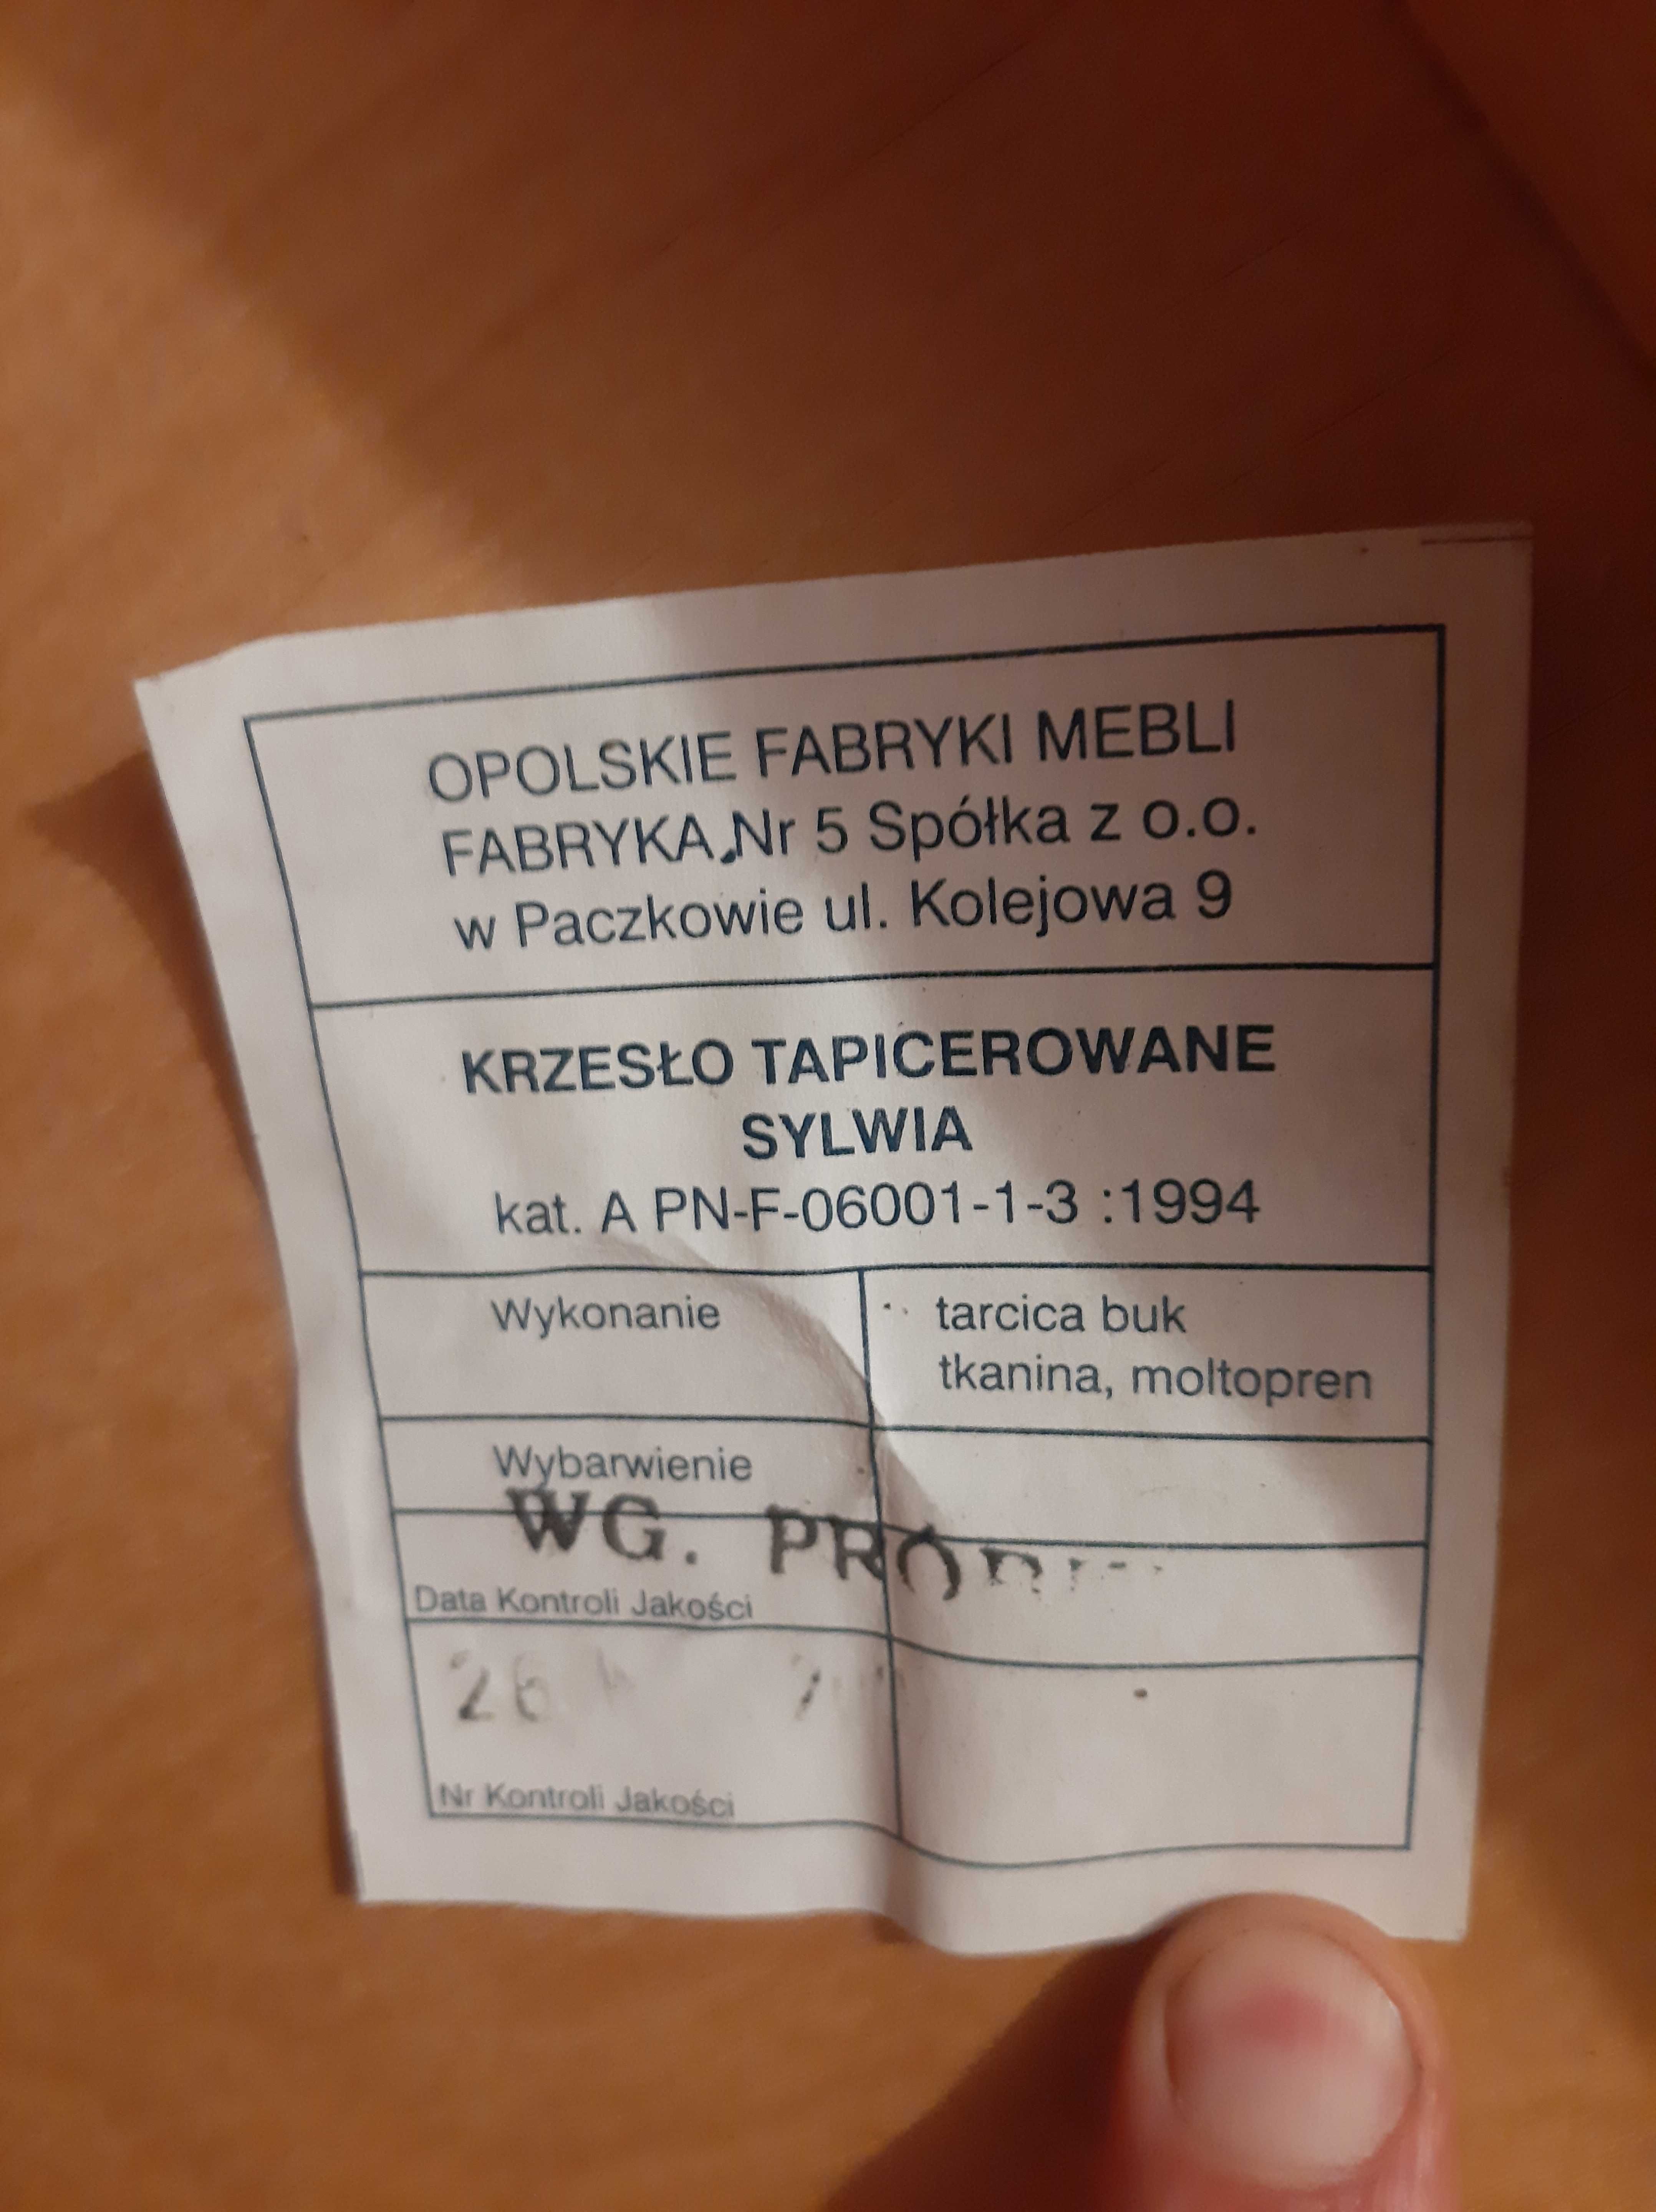 OPOLSKIE FABRYKI MEBLI
FABRYKA Nr 5 Spółka z o.o.
w Paczkowie ul. Kolejowa 9
KRZESŁO TAPICEROWANE
SYLWIA
kat. A PN-F-06001-1-3 :1994
Wykonanie
tarcica buk
tkanina, moltopren
Wybarwienie
WG.
Data Kontroli Jakości
26
Nr Kontroli Jakości